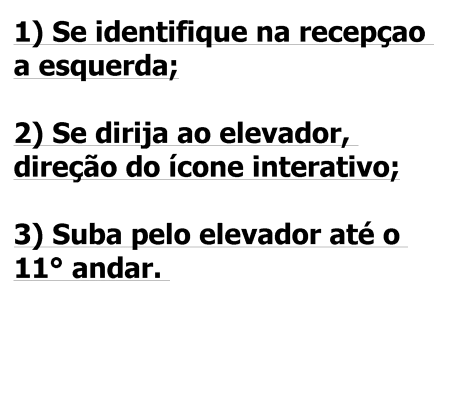 1) Se identifique na recepçao
a esquerda;
2) Se dirija ao elevador,
direção do ícone interativo;
3) Suba pelo elevador até o
11° andar.